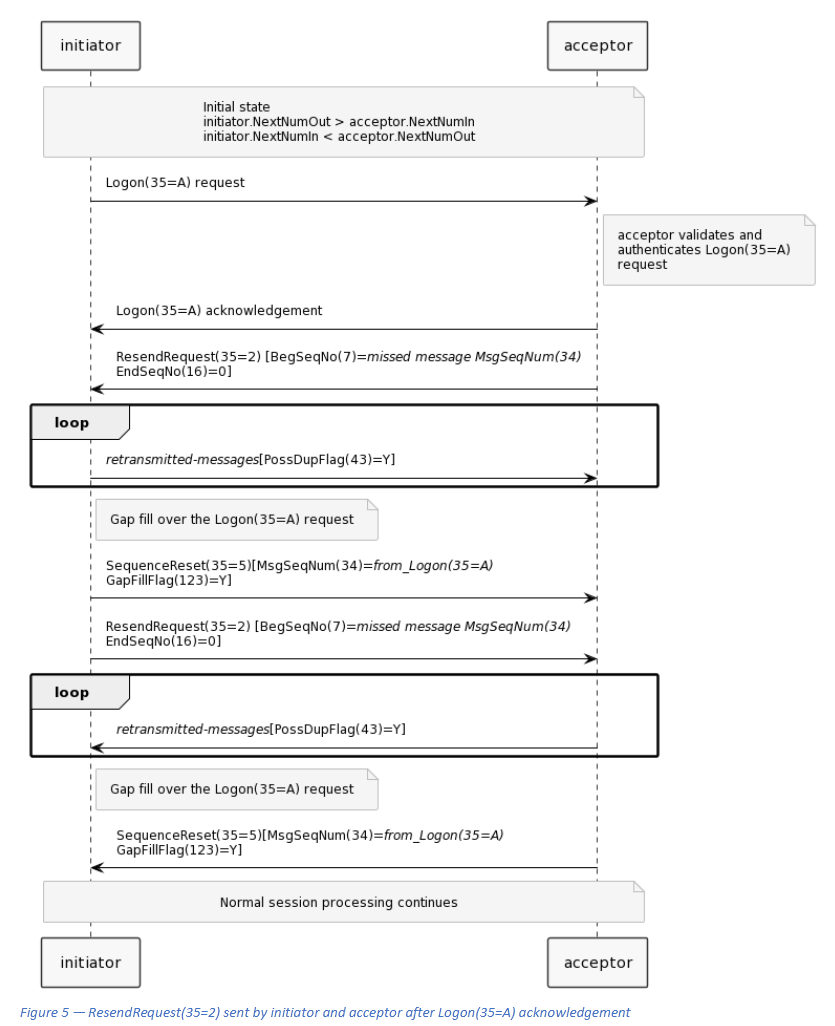 initiator
acceptor
Initial state
initiator.NextNumOut > acceptor.NextNumIn
initiator.NextNumIn < acceptor.NextNumOut
Logon(35=A) request
acceptor validates and
authenticates Logon(35=A)
request
Logon(35=A) acknowledgement
ResendRequest(35=2) [BegSeqNo(7)=missed message MsgSeqNum(34)
EndSeqNo(16)=0]
loop
retransmitted-messages[PossDupFlag(43)=Y]
Gap fill over the Logon(35=A) request
SequenceReset(35=5)[MsgSeqNum(34)=from_Logon(35=A)
GapFillFlag(123)=Y]
ResendRequest(35=2) [BegSeqNo(7)=missed message MsgSeqNum(34)
EndSeqNo(16)=0]
loop
retransmitted-messages[PossDupFlag(43)=Y]
Gap fill over the Logon(35=A) request
SequenceReset(35=5)[MsgSeqNum(34)=from_Logon(35=A)
GapFillFlag(123)=Y]
Normal session processing continues
initiator
acceptor
Figure 5 — ResendRequest(35=2) sent by initiator and acceptor after Logon(35=A) acknowledgement